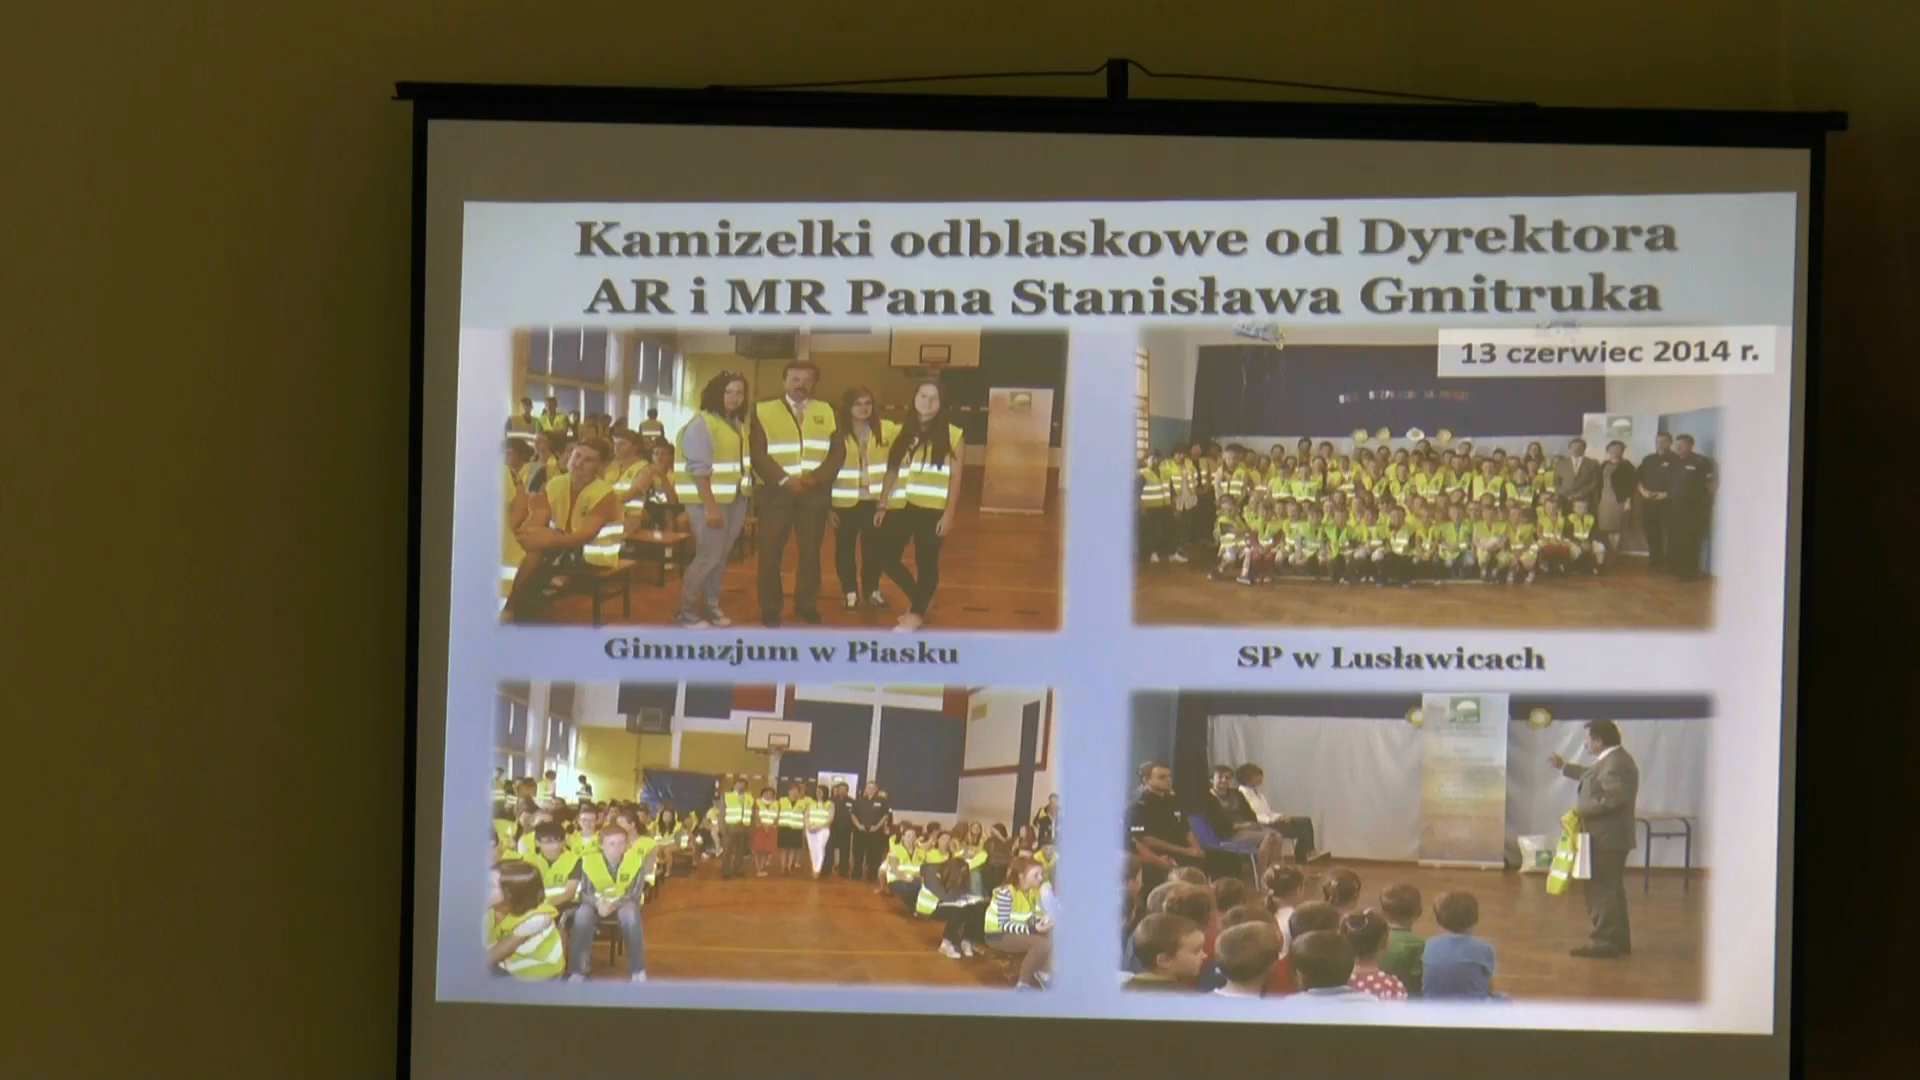 Kamizelki odblaskowe od Dyrektora
AR i MR Pana Stanisława Gmitruka
13 czerwiec 2014 r.
Gimnazjum w Piasku
SP w Lusławicach